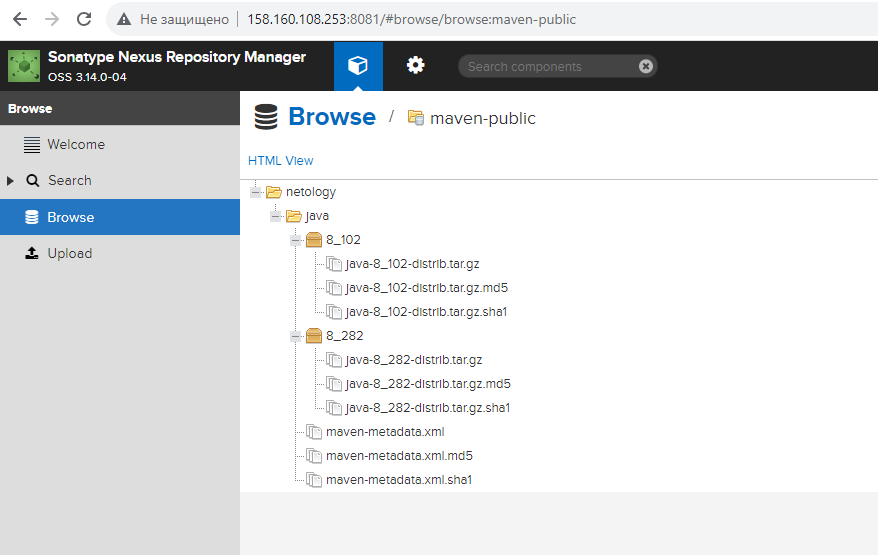 Не защищено 158.160.108.253:8081/#browse/browse:maven-public
Sonatype Nexus Repository Manager
OSS 3.14.0-04
Search components
Browse
Welcome
Search
Browse
Upload
Browse / maven-public
HTML View
netology
java
8_102
java-8_102-distrib.tar.gz
java-8_102-distrib.tar.gz.md5
java-8_102-distrib.tar.gz.sha1
8_282
java-8_282-distrib.tar.gz
java-8_282-distrib.tar.gz.md5
java-8_282-distrib.tar.gz.sha1
maven-metadata.xml
maven-metadata.xml.md5
maven-metadata.xml.sha1